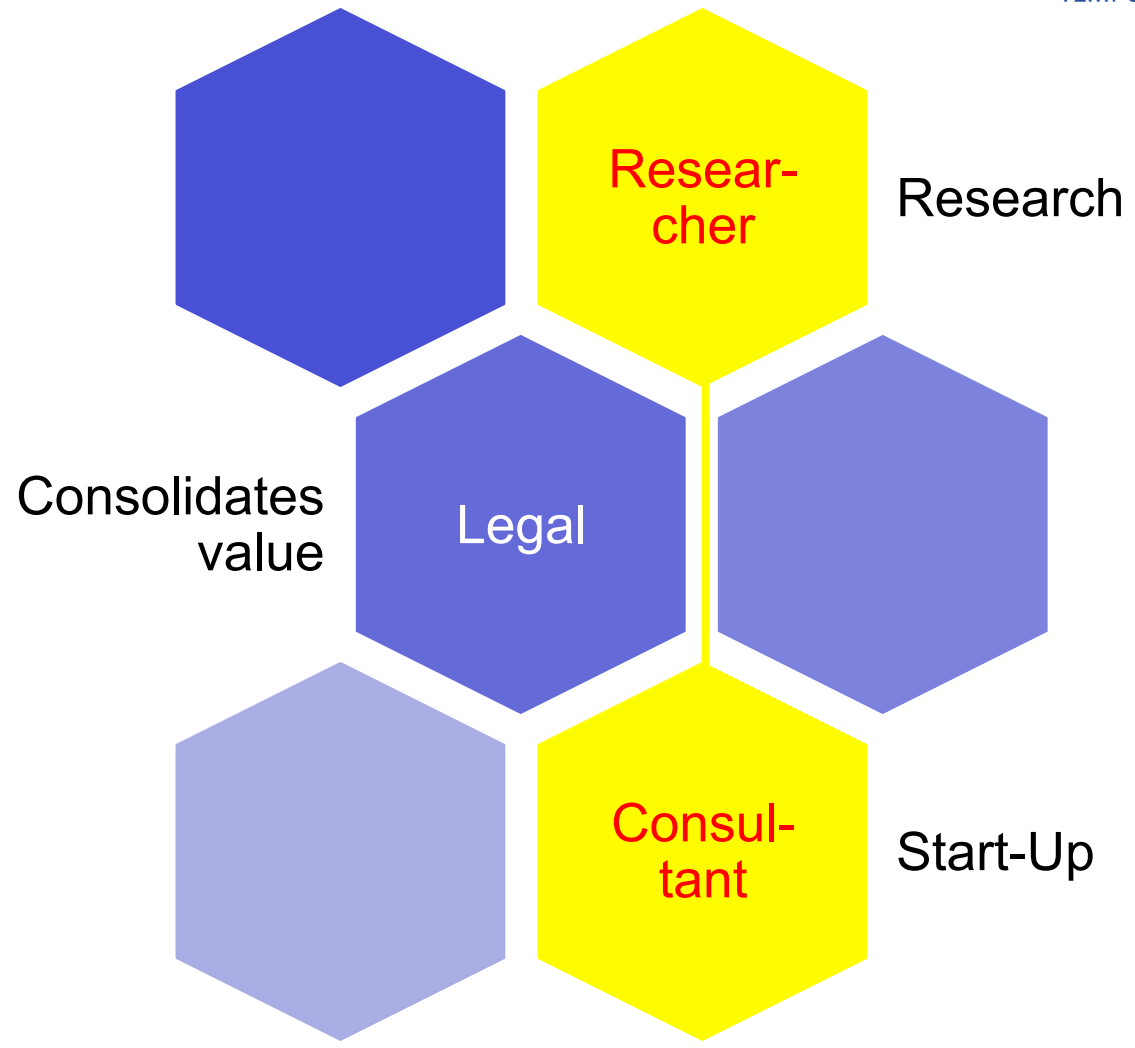 Resear-
cher
Research
Consolidates
value
Legal
Consul-
tant
Start-Up